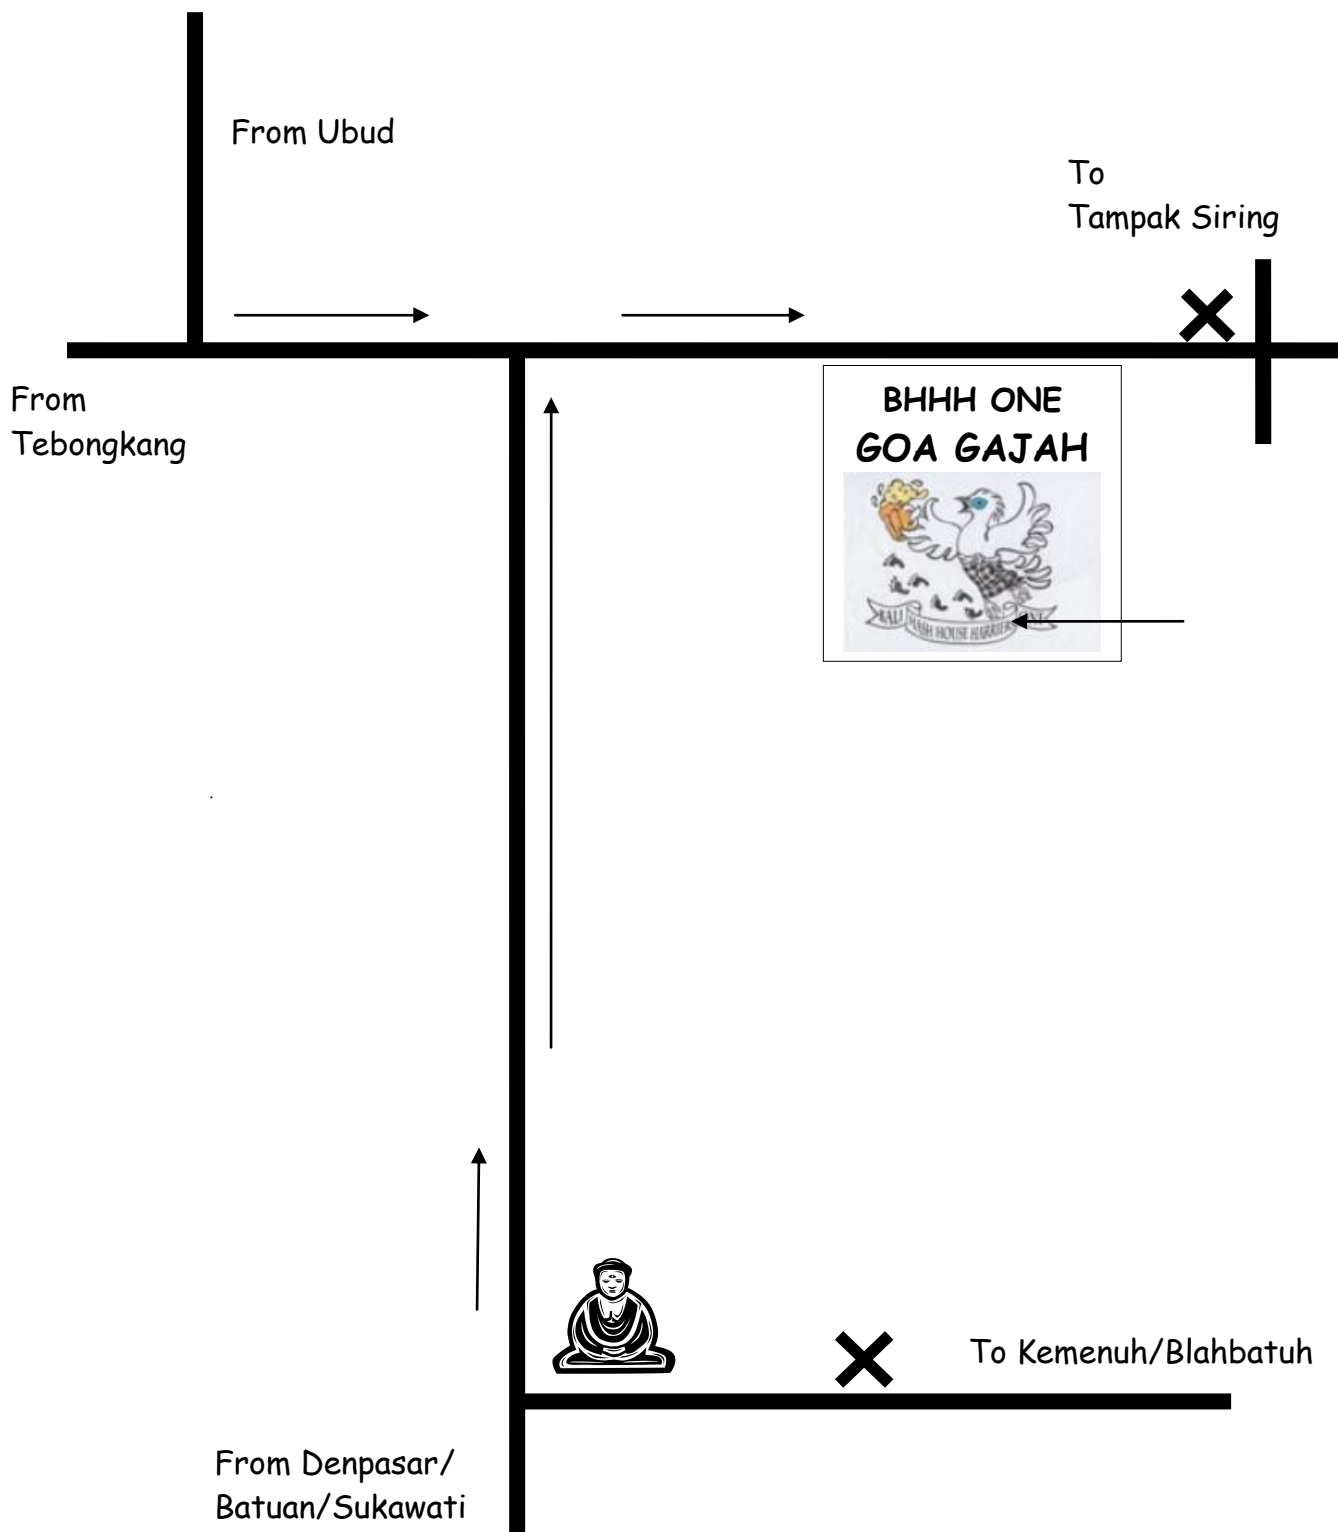 From Ubud
To
Tampak Siring
From
Tebongkang
BHHH ONE
GOA GAJAH
HASH HOUSE HARRIERS
To Kemenuh/Blahbatuh
From Denpasar/
Batuan/Sukawati